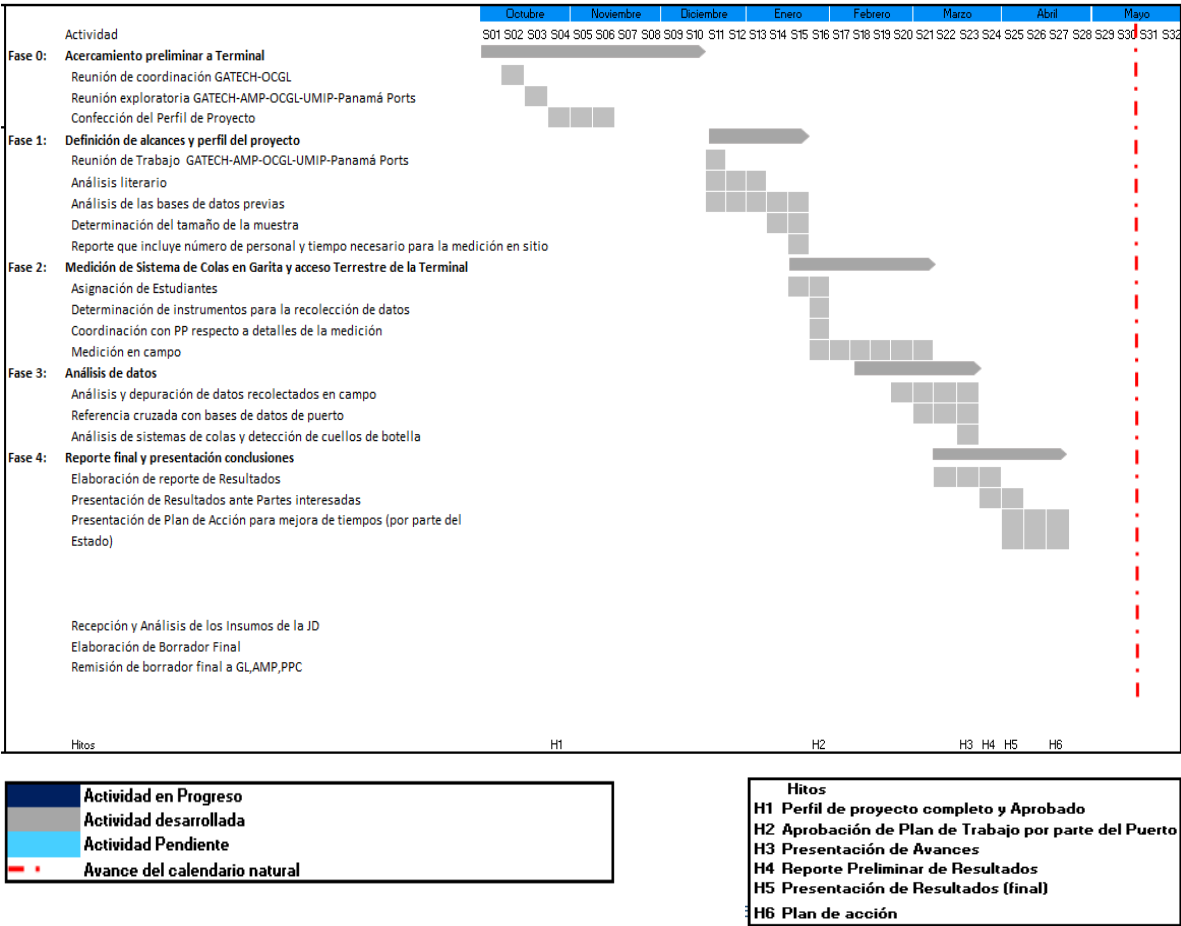 Octubre Noviembre Diciembre Enero Febrero Marzo Abril Mayo
Actividad S01 S02 S03 S04 S05 S06 S07 S08 S09 S10 S11 S12 S13 S14 S15 S16 S17 S18 S19 S20 S21 S22 S23 S24 S25 S26 S27 S28 S29 S30 S31 S32
Fase 0: Acercamiento preliminar a Terminal
Reunión de coordinación GATECH-OCGL
Reunión exploratoria GATECH-AMP-OCGL-UMIP-Panamá Ports
Confección del Perfil de Proyecto
Fase 1: Definición de alcances y perfil del proyecto
Reunión de Trabajo GATECH-AMP-OCGL-UMIP-Panamá Ports
Análisis literario
Análisis de las bases de datos previas
Determinación del tamaño de la muestra
Reporte que incluye número de personal y tiempo necesario para la medición en sitio
Fase 2: Medición de Sistema de Colas en Garita y acceso Terrestre de la Terminal
Asignación de Estudiantes
Determinación de instrumentos para la recolección de datos
Coordinación con PP respecto a detalles de la medición
Medición en campo
Fase 3: Análisis de datos
Análisis y depuración de datos recolectados en campo
Referencia cruzada con bases de datos de puerto
Análisis de sistemas de colas y detección de cuellos de botella
Fase 4: Reporte final y presentación conclusiones
Elaboración de reporte de Resultados
Presentación de Resultados ante Partes interesadas
Presentación de Plan de Acción para mejora de tiempos (por parte del
Estado)
Recepción y Análisis de los Insumos de la JD
Elaboración de Borrador Final
Remisión de borrador final a GL,AMP,PPC
Hitos H1 H2 H3 H4 H5 H6
Actividad en Progreso
Actividad desarrollada
Actividad Pendiente
Avance del calendario natural
Hitos
H1 Perfil de proyecto completo y Aprobado
H2 Aprobación de Plan de Trabajo por parte del Puerto
H3 Presentación de Avances
H4 Reporte Preliminar de Resultados
H5 Presentación de Resultados (final)
H6 Plan de acción